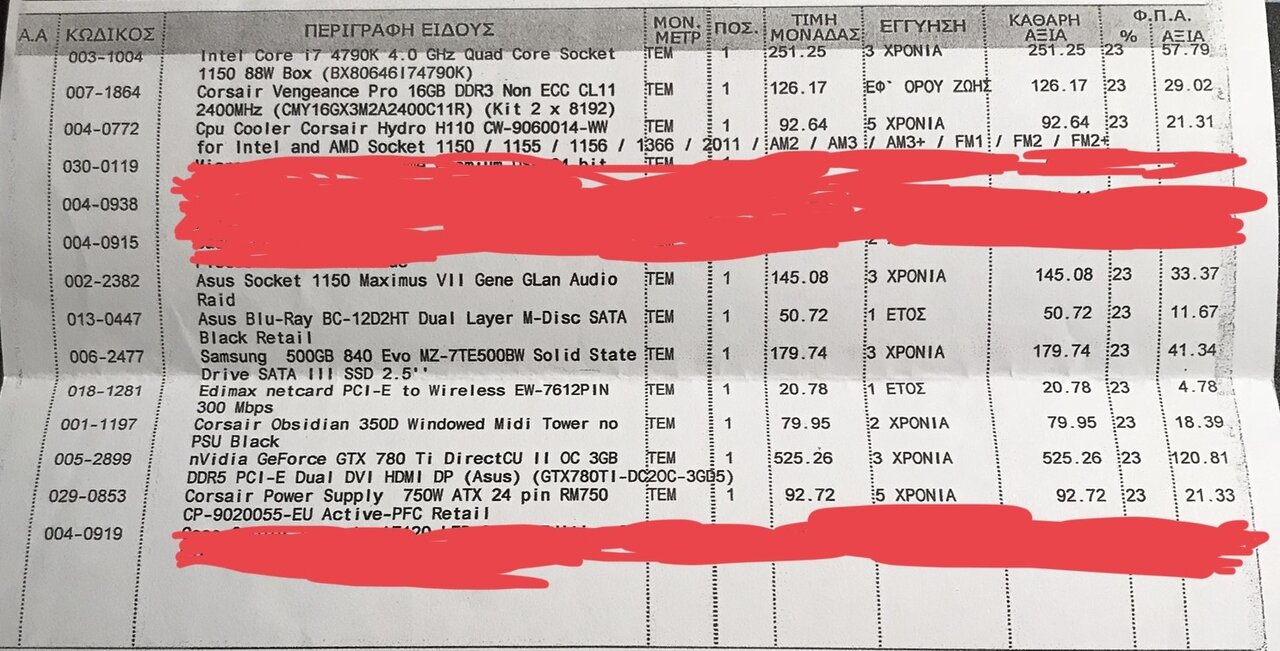 Α.Α ΚΩΔΙΚΟΣ ΠΕΡΙΓΡΑΦΗ ΕΙΔΟΥΣ ΜΟΝ. ΜΕΤΡ ΠΟΣ. ΤΙΜΗ ΜΟΝΑΔΑΣ ΕΓΓΥΗΣΗ ΚΑΘΑΡΗ ΑΞΙΑ Φ.Π.Α. % ΑΞΙΑ
003-1004 Intel Core i7 4790K 4.0 GHz Quad Core Socket ΤΕΜ 1 251.25 3 ΧΡΟΝΙΑ 251.25 23 57.79
1150 88W Box (BX80646I74790K)
007-1864 Corsair Vengeance Pro 16GB DDR3 Non ECC CL11 ΤΕΜ 1 126.17 ΕΦ' ΟΡΟΥ ΖΩΗΣ 126.17 23 29.02
2400MHz (CMY16GX3M2A2400C11R) (Kit 2 x 8192)
004-0772 Cpu Cooler Corsair Hydro H110 CW-9060014-WW ΤΕΜ 1 92.64 5 ΧΡΟΝΙΑ 92.64 23 21.31
for Intel and AMD Socket 1150 / 1155 / 1156 / 1366 / 2011 / AM2 / AM3 / AM3+ / FM1 / FM2 / FM2+
030-0119
004-0938
004-0915
002-2382 Asus Socket 1150 Maximus VII Gene GLan Audio ΤΕΜ 1 145.08 3 ΧΡΟΝΙΑ 145.08 23 33.37
Raid
013-0447 Asus Blu-Ray BC-12D2HT Dual Layer M-Disc SATA ΤΕΜ 1 50.72 1 ΕΤΟΣ 50.72 23 11.67
Black Retail
006-2477 Samsung 500GB 840 Evo MZ-7TE500BW Solid State ΤΕΜ 1 179.74 3 ΧΡΟΝΙΑ 179.74 23 41.34
Drive SATA III SSD 2.5''
018-1281 Edimax netcard PCI-E to Wireless EW-7612PIN ΤΕΜ 1 20.78 1 ΕΤΟΣ 20.78 23 4.78
300 Mbps
001-1197 Corsair Obsidian 350D Windowed Midi Tower no ΤΕΜ 1 79.95 2 ΧΡΟΝΙΑ 79.95 23 18.39
PSU Black
005-2899 nVidia GeForce GTX 780 Ti DirectCU II OC 3GB ΤΕΜ 1 525.26 3 ΧΡΟΝΙΑ 525.26 23 120.81
DDR5 PCI-E Dual DVI HDMI DP (Asus) (GTX780TI-DC2OC-3GD5)
029-0853 Corsair Power Supply 750W ATX 24 pin RM750 ΤΕΜ 1 92.72 5 ΧΡΟΝΙΑ 92.72 23 21.33
CP-9020055-EU Active-PFC Retail
004-0919